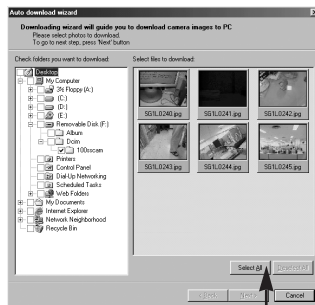 Auto download wizard
Downloading wizard will guide you to download camera images to PC
Please select photos to download.
To go to next step, press 'Next' button
Check folders you want to download:
Select files to download:
Desktop
My Computer
3½ Floppy (A:)
(C:)
(D:)
(E:)
Removable Disk (F:)
Album
Dcim
100sscam
Printers
Control Panel
Dial-Up Networking
Scheduled Tasks
Web Folders
My Documents
Internet Explorer
Network Neighborhood
Recycle Bin
SG1L0240.jpg
SG1L0241.jpg
SG1L0242.jpg
SG1L0243.jpg
SG1L0244.jpg
SG1L0245.jpg
Select All
Deselect All
< Back
Next >
Cancel